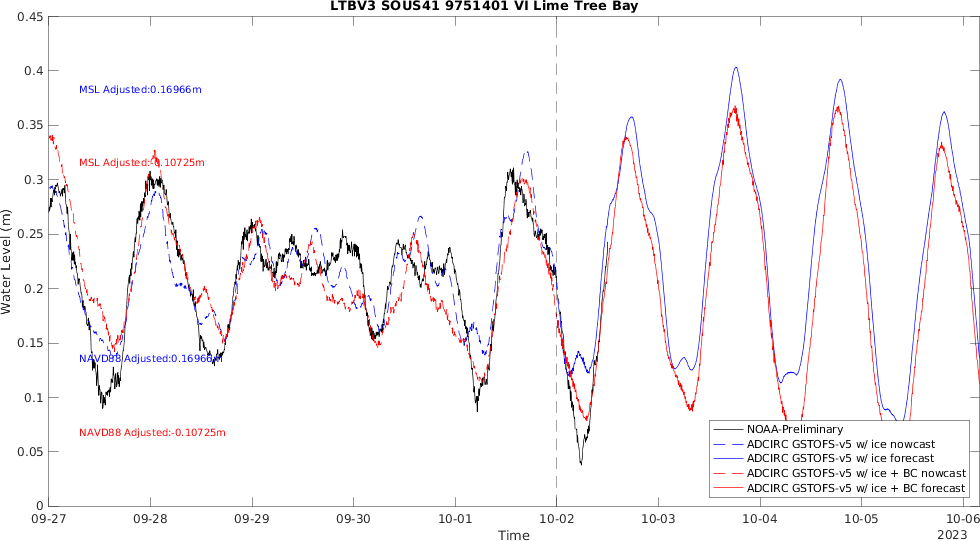 LTBV3 SOUS41 9751401 VI Lime Tree Bay
Water Level (m)
0.45
0.4
0.35
0.3
0.25
0.2
0.15
0.1
0.05
0
MSL Adjusted:0.16966m
MSL Adjusted:-0.10725m
NAVD88 Adjusted:0.16966m
NAVD88 Adjusted:-0.10725m
NOAA-Preliminary
ADCIRC GSTOFS-v5 w/ ice nowcast
ADCIRC GSTOFS-v5 w/ ice forecast
ADCIRC GSTOFS-v5 w/ ice + BC nowcast
ADCIRC GSTOFS-v5 w/ ice + BC forecast
09-27 09-28 09-29 09-30 10-01 10-02 10-03 10-04 10-05 10-06
Time
2023